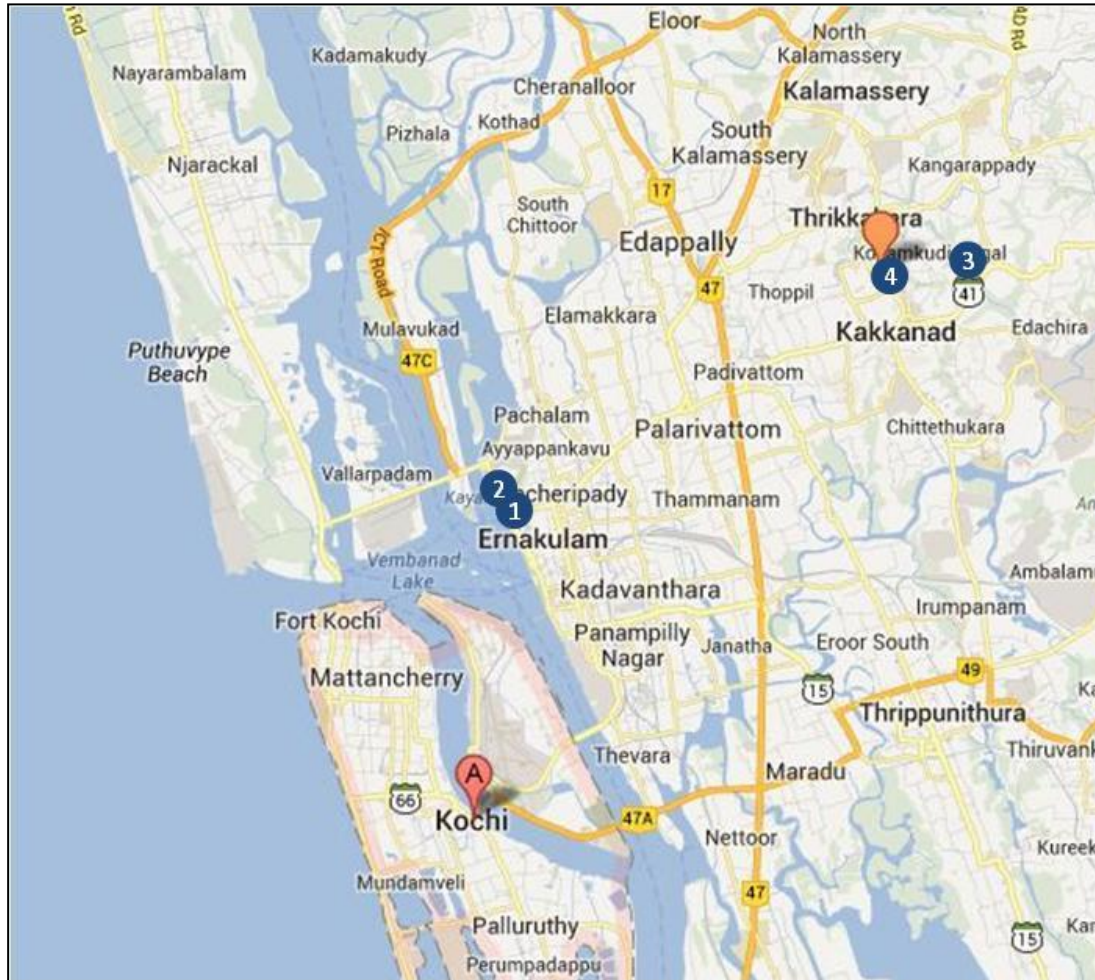 n Rd
Nayarambalam
Kadamakudy
Eloor
North
Kalamassery
Kalamassery
Cheranalloor
Pizhala
Kothad
South
Kalamassery
Njarackal
Kangarappady
South
Chittoor
17
Thrikkakara
Edappally
3
4
41
ICT Road
47
Thoppil
Elamakkara
Mulavukad
Kakkanad
Edachira
Puthuvype
Beach
47C
Padivattom
Pachalam
Palarivattom
Chittethukara
Ayyappankavu
Vallarpadam
2
1
Thammanam
Ernakulam
Vembanad
Lake
Kadavanthara
Ambalam
Irumpanam
Fort Kochi
Panampilly
Nagar
Janatha
Eroor South
Mattancherry
15
49
Thrippunithura
Thevara
Thiruvank
Maradu
A
66
Kochi
47A
Nettoor
Kureek
Mundamveli
47
Palluruthy
15
Perumpadappu